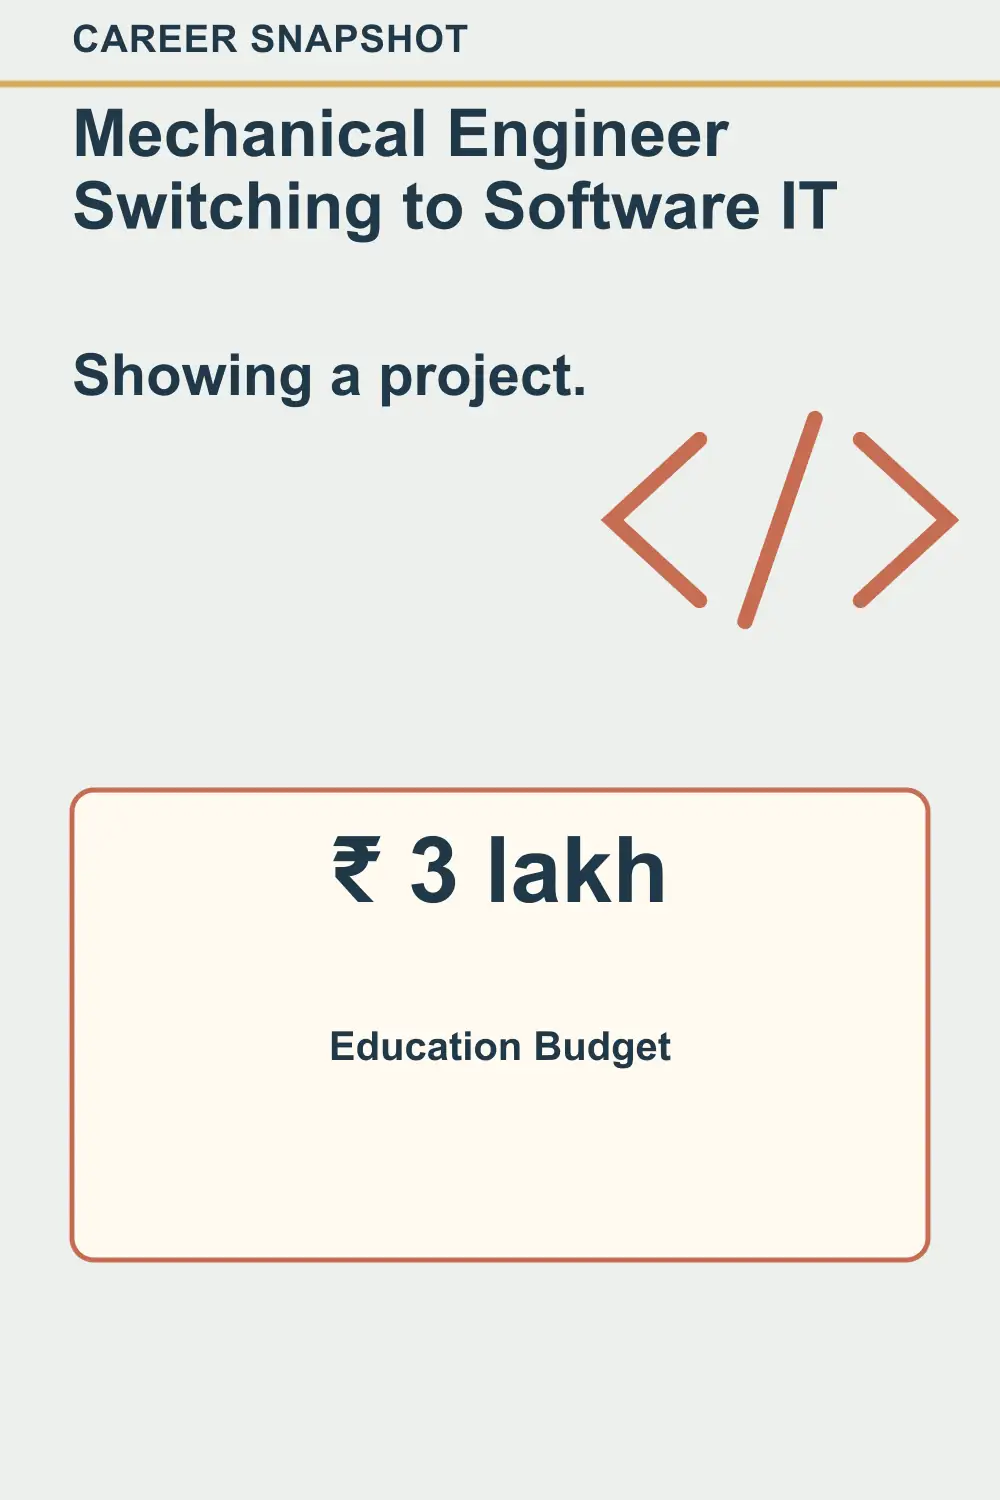 CAREER SNAPSHOT
Mechanical Engineer
Switching to Software IT
Showing a project.
</>
₹ 3 lakh
Education Budget